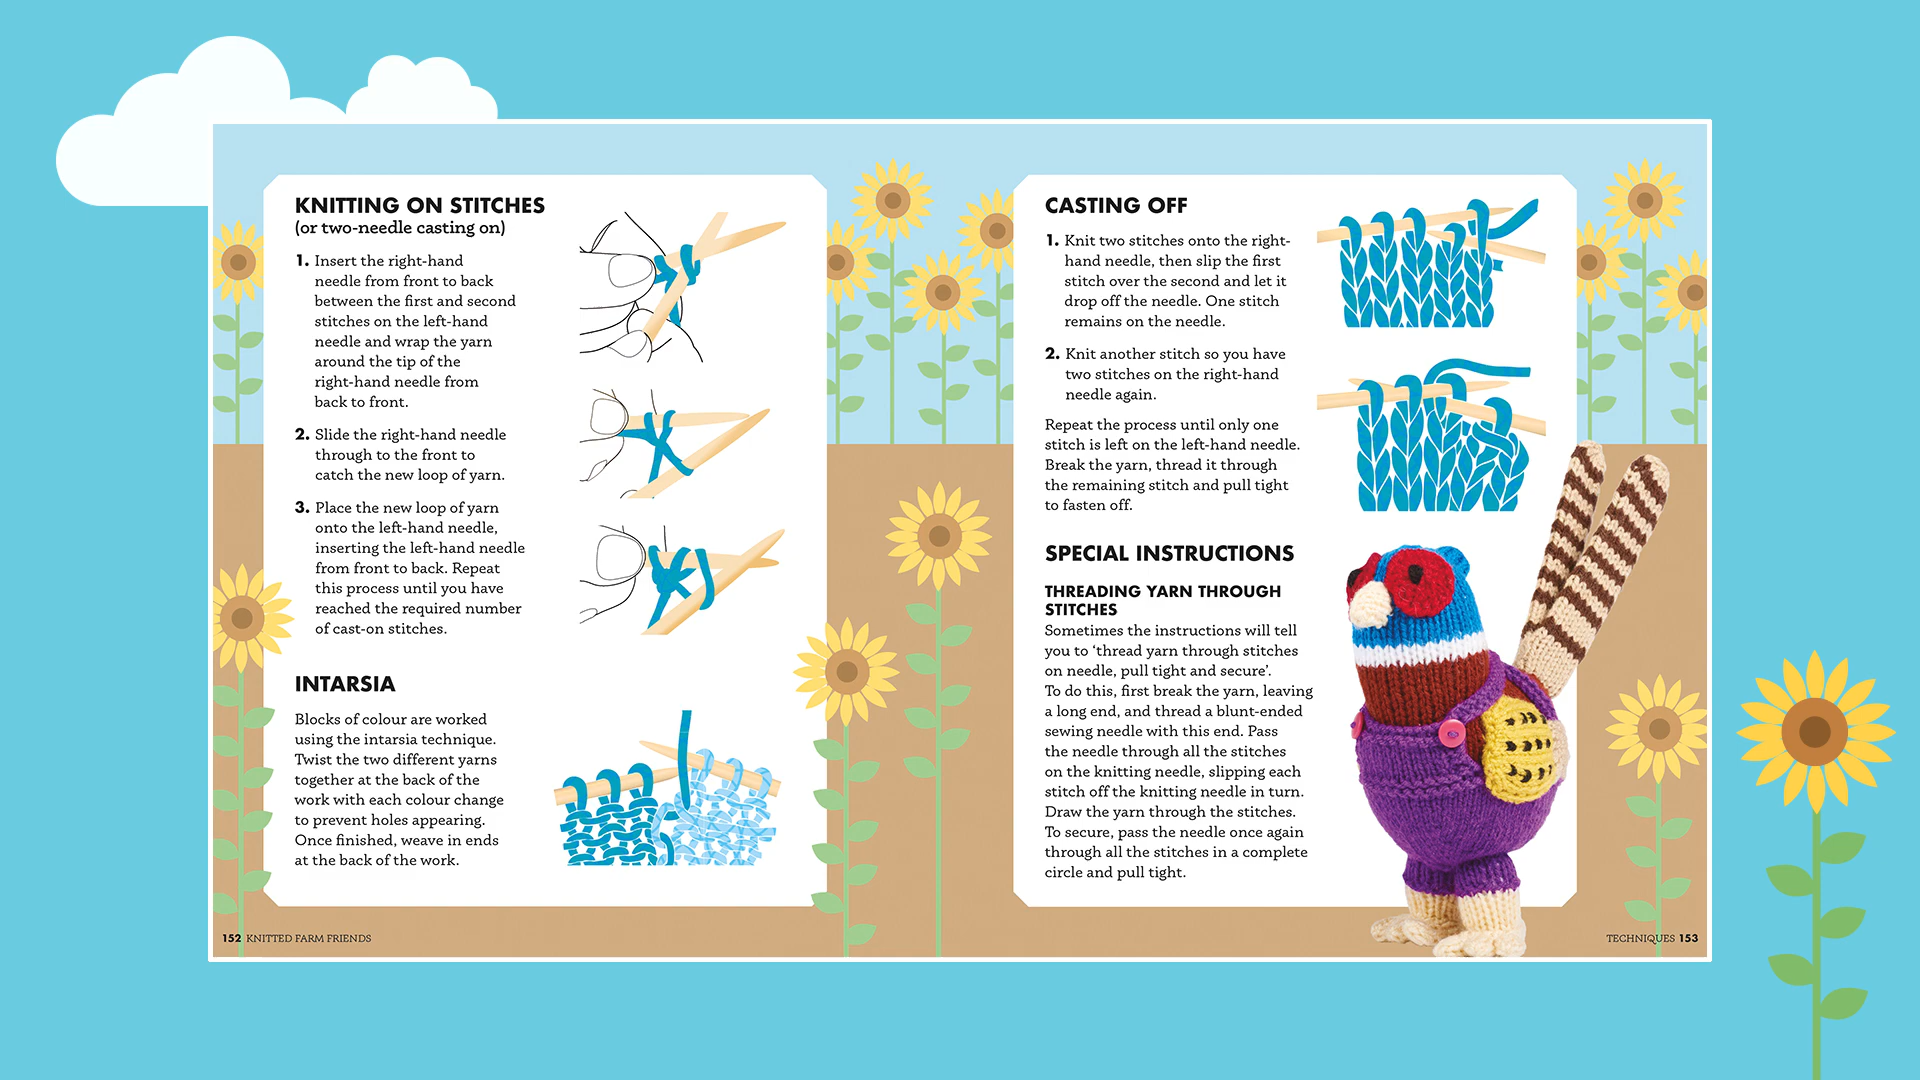 KNITTING ON STITCHES
(or two-needle casting on)
1. Insert the right-hand
needle from front to back
between the first and second
stitches on the left-hand
needle and wrap the yarn
around the tip of the
right-hand needle from
back to front.
2. Slide the right-hand needle
through to the front to
catch the new loop of yarn.
3. Place the new loop of yarn
onto the left-hand needle,
inserting the left-hand needle
from front to back. Repeat
this process until you have
reached the required number
of cast-on stitches.
INTARSIA
Blocks of colour are worked
using the intarsia technique.
Twist the two different yarns
together at the back of the
work with each colour change
to prevent holes appearing.
Once finished, weave in ends
at the back of the work.
152 KNITTED FARM FRIENDS
CASTING OFF
1. Knit two stitches onto the right-
hand needle, then slip the first
stitch over the second and let it
drop off the needle. One stitch
remains on the needle.
2. Knit another stitch so you have
two stitches on the right-hand
needle again.
Repeat the process until only one
stitch is left on the left-hand needle.
Break the yarn, thread it through
the remaining stitch and pull tight
to fasten off.
SPECIAL INSTRUCTIONS
THREADING YARN THROUGH
STITCHES
Sometimes the instructions will tell
you to ‘thread yarn through stitches
on needle, pull tight and secure’.
To do this, first break the yarn, leaving
a long end, and thread a blunt-ended
sewing needle with this end. Pass
the needle through all the stitches
on the knitting needle, slipping each
stitch off the knitting needle in turn.
Draw the yarn through the stitches.
To secure, pass the needle once again
through all the stitches in a complete
circle and pull tight.
TECHNIQUES 153